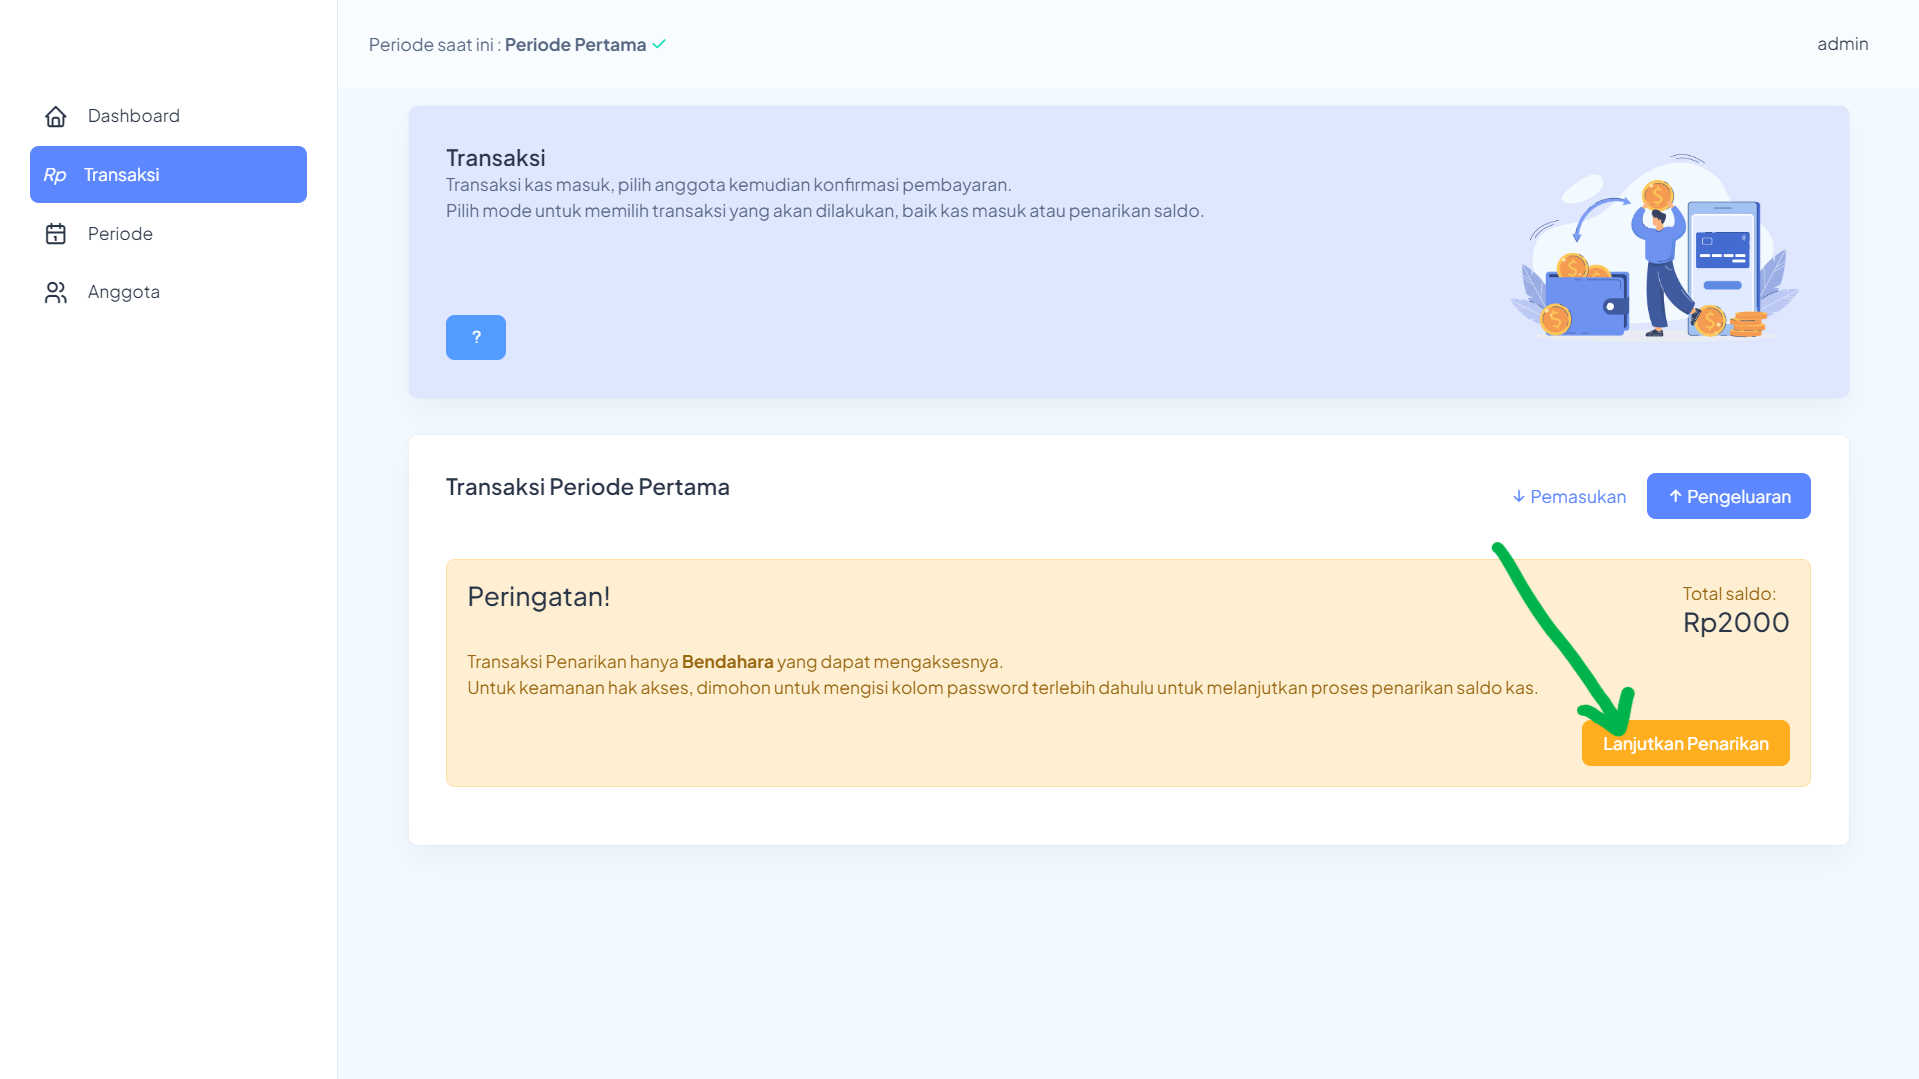 Periode saat ini : Periode Pertama
admin
Dashboard
Rp Transaksi
Periode
Anggota
Transaksi
Transaksi kas masuk, pilih anggota kemudian konfirmasi pembayaran.
Pilih mode untuk memilih transaksi yang akan dilakukan, baik kas masuk atau penarikan saldo.
?
Transaksi Periode Pertama
↓ Pemasukan
↑ Pengeluaran
Peringatan!
Total saldo:
Rp2000
Transaksi Penarikan hanya Bendahara yang dapat mengaksesnya.
Untuk keamanan hak akses, dimohon untuk mengisi kolom password terlebih dahulu untuk melanjutkan proses penarikan saldo kas.
Lanjutkan Penarikan